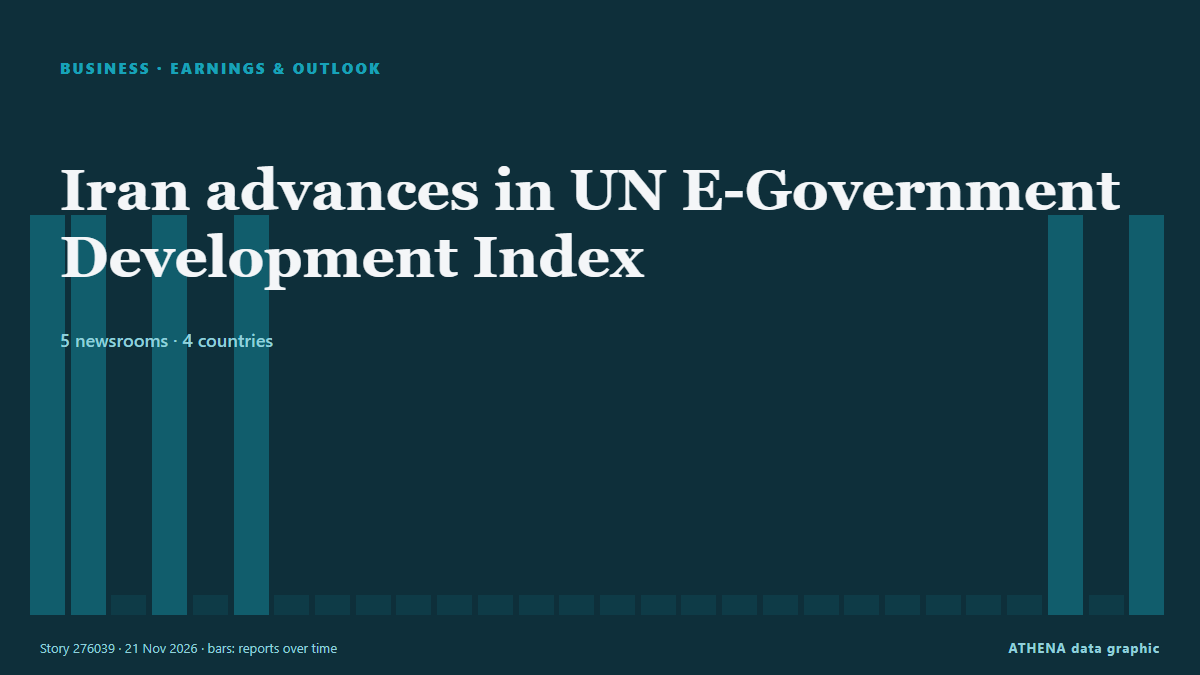 BUSINESS · EARNINGS & OUTLOOK
Iran advances in UN E-Government
Development Index
5 newsrooms · 4 countries
Story 276039 · 21 Nov 2026 · bars: reports over time
ATHENA data graphic